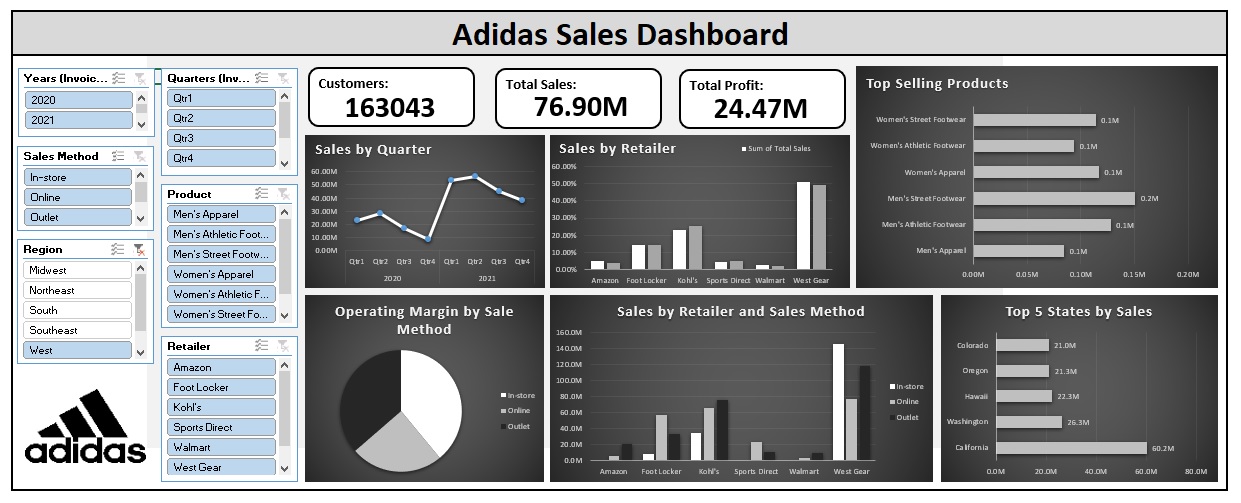 Adidas Sales Dashboard
Years (Invoic...
2020
2021
Quarters (Inv...
Qtr1
Qtr2
Qtr3
Qtr4
Sales Method
In-store
Online
Outlet
Region
Midwest
Northeast
South
Southeast
West
Product
Men's Apparel
Men's Athletic Foot...
Men's Street Footw...
Women's Apparel
Women's Athletic F...
Women's Street Fo...
Retailer
Amazon
Foot Locker
Kohl's
Sports Direct
Walmart
West Gear
adidas
Customers:
163043
Total Sales:
76.90M
Total Profit:
24.47M
Sales by Quarter
60.00M
50.00M
40.00M
30.00M
20.00M
10.00M
0.00M
Qtr1 Qtr2 Qtr3 Qtr4 Qtr1 Qtr2 Qtr3 Qtr4
2020 2021
Sales by Retailer
Sum of Total Sales
60.00%
50.00%
40.00%
30.00%
20.00%
10.00%
0.00%
Amazon Foot Locker Kohl's Sports Direct Walmart West Gear
Top Selling Products
Women's Street Footwear 0.1M
Women's Athletic Footwear 0.1M
Women's Apparel 0.1M
Men's Street Footwear 0.2M
Men's Athletic Footwear 0.1M
Men's Apparel 0.1M
0.00M 0.05M 0.10M 0.15M 0.20M
Operating Margin by Sale
Method
In-store
Online
Outlet
Sales by Retailer and Sales Method
160.0M
140.0M
120.0M
100.0M
80.0M
60.0M
40.0M
20.0M
0.0M
Amazon Foot Locker Kohl's Sports Direct Walmart West Gear
In-store
Online
Outlet
Top 5 States by Sales
Colorado 21.0M
Oregon 21.3M
Hawaii 22.3M
Washington 26.3M
California 60.2M
0.0M 20.0M 40.0M 60.0M 80.0M